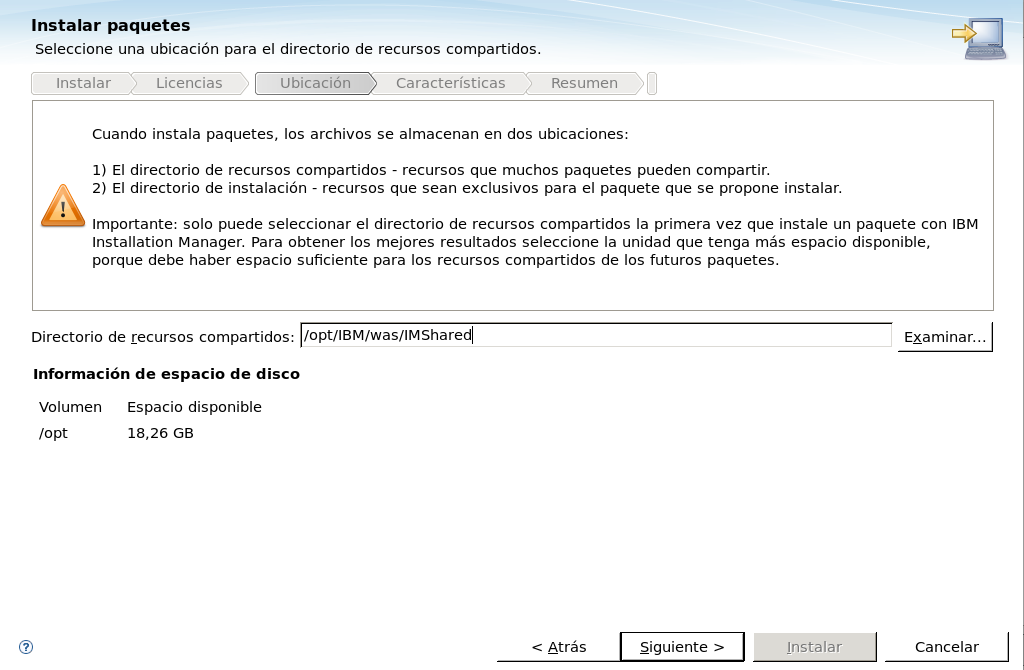 Instalar paquetes
Seleccione una ubicación para el directorio de recursos compartidos.
Instalar Licencias Ubicación Características Resumen
Cuando instala paquetes, los archivos se almacenan en dos ubicaciones:
1) El directorio de recursos compartidos - recursos que muchos paquetes pueden compartir.
2) El directorio de instalación - recursos que sean exclusivos para el paquete que se propone instalar.
Importante: solo puede seleccionar el directorio de recursos compartidos la primera vez que instale un paquete con IBM
Installation Manager. Para obtener los mejores resultados seleccione la unidad que tenga más espacio disponible,
porque debe haber espacio suficiente para los recursos compartidos de los futuros paquetes.
Directorio de recursos compartidos: /opt/IBM/was/IMShared Examinar...
Información de espacio de disco
Volumen Espacio disponible
/opt 18,26 GB
? < Atrás Siguiente > Instalar Cancelar